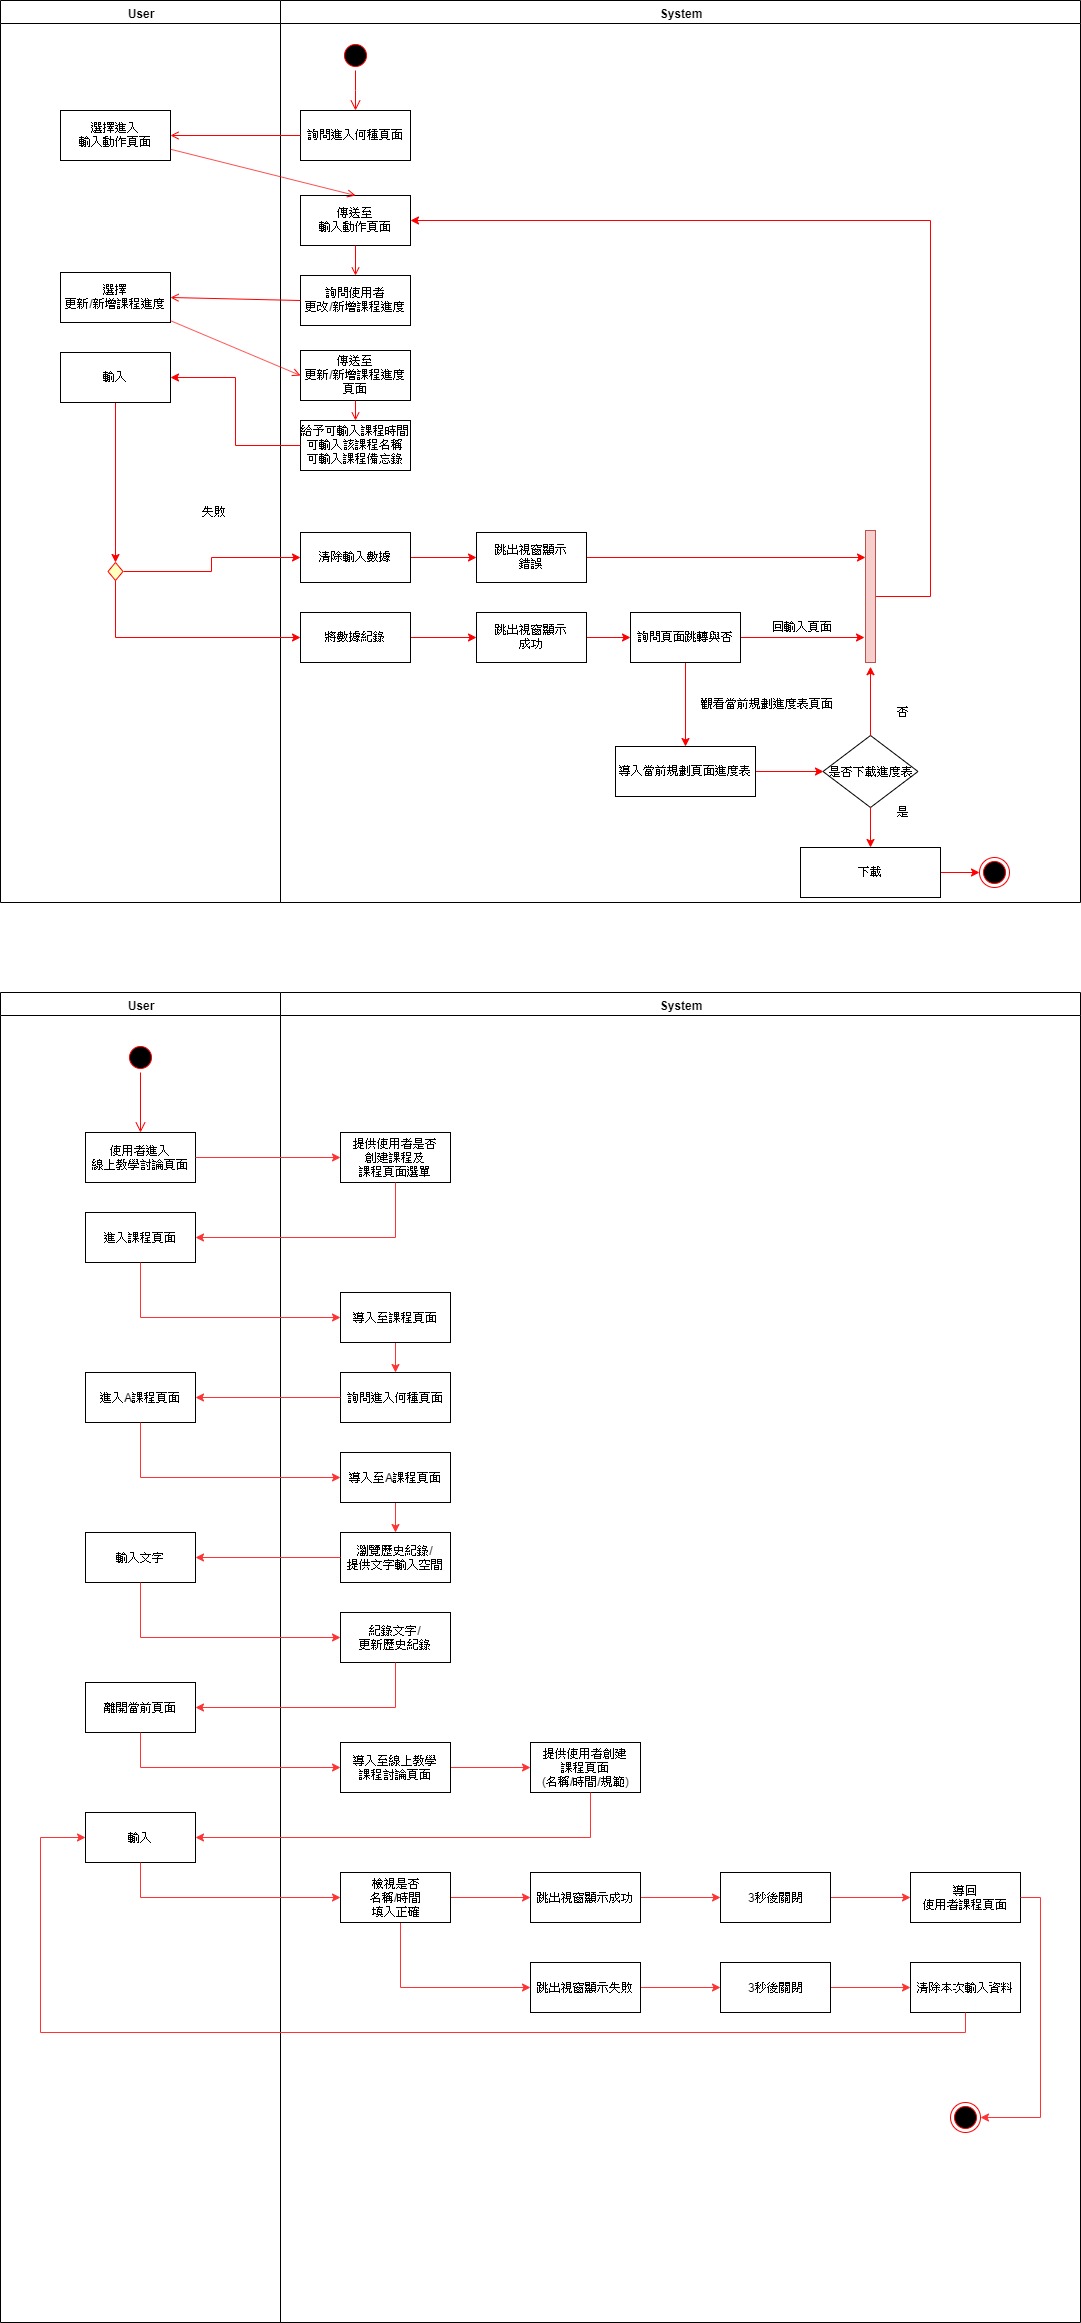 User
System
詢問進入何種頁面
選擇進入
輸入動作頁面
傳送至
輸入動作頁面
詢問使用者
更改/新增課程進度
選擇
更新/新增課程進度
傳送至
更新/新增課程進度
頁面
輸入
給予可輸入課程時間
可輸入該課程名稱
可輸入課程備忘錄
失敗
清除輸入數據
跳出視窗顯示
錯誤
將數據紀錄
跳出視窗顯示
成功
詢問頁面跳轉與否
回輸入頁面
觀看當前規劃進度表頁面
否
導入當前規劃頁面進度表
是否下載進度表
是
下載
User
System
使用者進入
線上教學討論頁面
提供使用者是否
創建課程及
課程頁面選單
進入課程頁面
導入至課程頁面
進入A課程頁面
詢問進入何種頁面
導入至A課程頁面
輸入文字
瀏覽歷史紀錄/
提供文字輸入空間
紀錄文字/
更新歷史紀錄
離開當前頁面
導入至線上教學
課程討論頁面
提供使用者創建
課程頁面
(名稱/時間/規範)
輸入
檢視是否
名稱/時間
填入正確
跳出視窗顯示成功
3秒後關閉
導回
使用者課程頁面
跳出視窗顯示失敗
3秒後關閉
清除本次輸入資料